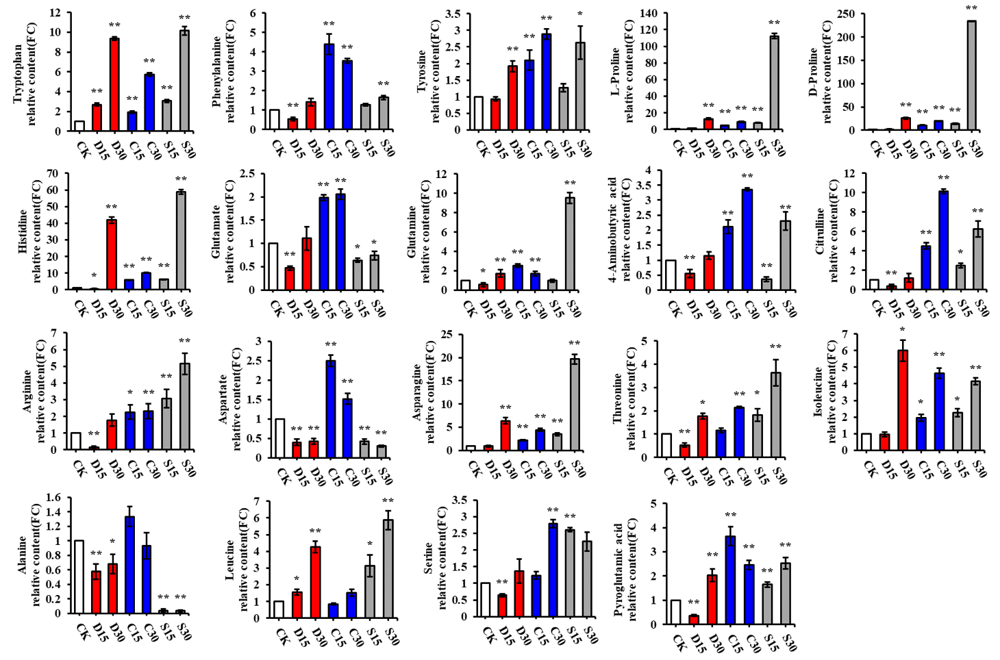 Tryptophan
relative content(FC)
12
10
8
6
4
2
0
** ** ** ** ** **
CK D15 D30 C15 C30 S15 S30
Phenylalanine
relative content(FC)
6
5
4
3
2
1
0
** ** ** **
CK D15 D30 C15 C30 S15 S30
Tyrosine
relative content(FC)
3.5
3
2.5
2
1.5
1
0.5
0
** ** ** *
CK D15 D30 C15 C30 S15 S30
L-Proline
relative content(FC)
140
120
100
80
60
40
20
0
** ** ** ** **
CK D15 D30 C15 C30 S15 S30
D-Proline
relative content(FC)
250
200
150
100
50
0
** ** ** ** **
CK D15 D30 C15 C30 S15 S30
Histidine
relative content(FC)
70
60
50
40
30
20
10
0
* ** ** ** ** **
CK D15 D30 C15 C30 S15 S30
Glutamate
relative content(FC)
2.5
2
1.5
1
0.5
0
** ** ** * *
CK D15 D30 C15 C30 S15 S30
Glutamine
relative content(FC)
12
10
8
6
4
2
0
* ** ** ** **
CK D15 D30 C15 C30 S15 S30
4-Aminobutyric acid
relative content(FC)
4
3.5
3
2.5
2
1.5
1
0.5
0
** ** ** ** **
CK D15 D30 C15 C30 S15 S30
Citrulline
relative content(FC)
12
10
8
6
4
2
0
** ** ** * **
CK D15 D30 C15 C30 S15 S30
Arginine
relative content(FC)
7
6
5
4
3
2
1
0
** * ** ** **
CK D15 D30 C15 C30 S15 S30
Aspartate
relative content(FC)
3
2.5
2
1.5
1
0.5
0
** ** ** ** ** **
CK D15 D30 C15 C30 S15 S30
Asparagine
relative content(FC)
25
20
15
10
5
0
** ** ** ** **
CK D15 D30 C15 C30 S15 S30
Threonine
relative content(FC)
5
4
3
2
1
0
** * ** * **
CK D15 D30 C15 C30 S15 S30
Isoleucine
relative content(FC)
7
6
5
4
3
2
1
0
* * ** * **
CK D15 D30 C15 C30 S15 S30
Alanine
relative content(FC)
1.6
1.4
1.2
1
0.8
0.6
0.4
0.2
0
** * ** **
CK D15 D30 C15 C30 S15 S30
Leucine
relative content(FC)
7
6
5
4
3
2
1
0
* ** * **
CK D15 D30 C15 C30 S15 S30
Serine
relative content(FC)
3.5
3
2.5
2
1.5
1
0.5
0
** ** **
CK D15 D30 C15 C30 S15 S30
Pyroglutamic acid
relative content(FC)
5
4
3
2
1
0
** ** ** ** ** **
CK D15 D30 C15 C30 S15 S30